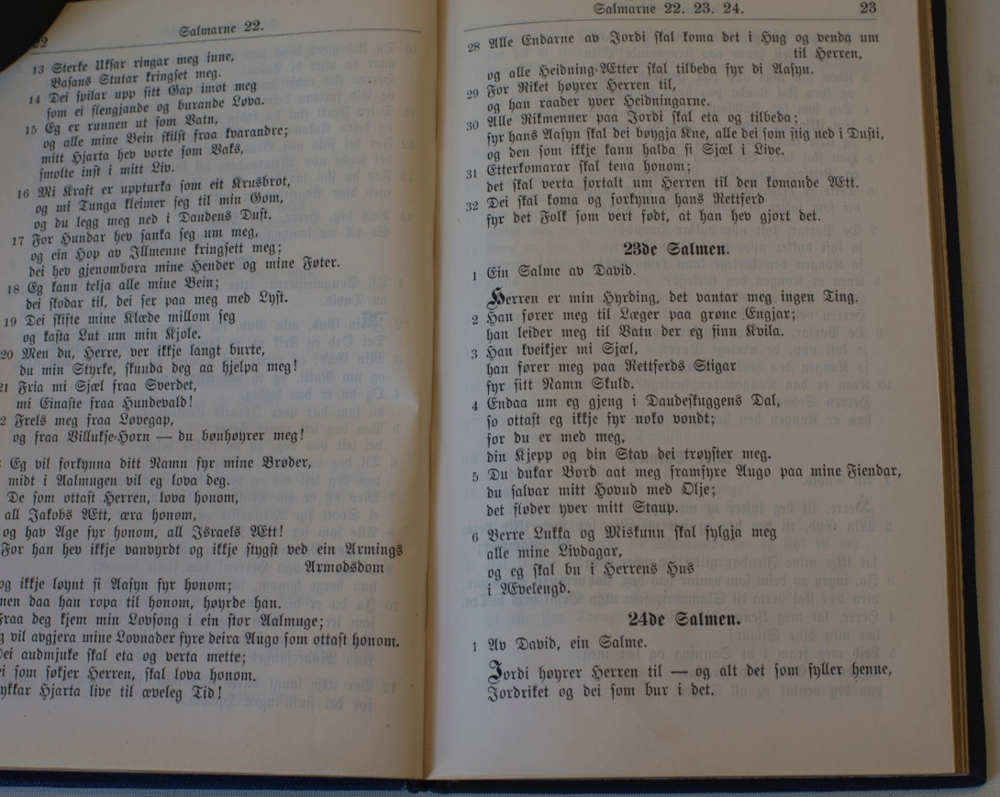 22
Salmarne 22.
13 Sterke Uksar ringar meg inne,
Basans Stutar kringset meg.
14 Dei spilar upp sitt Gap imot meg
som ei flengjande og burande Løva.
15 Eg er runnen ut som Vatn,
og alle mine Bein skilst fraa kvarandre;
mitt Hjarta hev vorte som Vaks,
smolte inst i mitt Liv.
16 Mi Kraft er uppturka som eit Krusbrot,
og mi Tunga kleimer seg til min Gom,
og du legg meg ned i Daudens Dust.
17 For Hundar hev sanka seg um meg,
og ein Hop av Illmenne kringsett meg;
dei hev gjenombora mine Hender og mine Føter.
18 Eg kann telja alle mine Bein;
dei skodar til, dei ser paa meg med Lyst.
19 Dei skifte mine Klæde millom seg
og kasta Lut um min Kjole.
20 Men du, Herre, ver ikkje langt burte,
du min Styrke, skunda deg aa hjelpa meg!
21 Fria mi Sjæl fraa Sverdet,
mi Einaste fraa Hundevald!
2 Frels meg fraa Løvegap,
og fraa Villukse-Horn — du bønhøyrer meg!
Eg vil forkynna ditt Namn fyr mine Brøder,
midt i Aalmugen vil eg lova deg.
De som ottast Herren, lova honom,
all Jakobs Ætt, æra honom,
og hav Age fyr honom, all Israels Ætt!
For han hev ikkje vanvyrdt og ikkje stygst ved ein Armings
Armodsdom
og ikkje løynt si Aasyn fyr honom;
men daa han ropa til honom, høyrde han.
Fraa deg kjem min Lovsong i ein stor Aalmuge;
g vil avgjera mine Lovnader fyre deira Augo som ottast honom.
Dei audmjuke skal eta og verta mette;
ei som søkjer Herren, skal lova honom.
ykkar Hjarta live til æveleg Tid!
Salmarne 22. 23. 24.
23
28 Alle Endarne av Jordi skal koma det i Hug og venda um
til Herren,
og alle Heidning-Ætter skal tilbeda fyr di Aasyn.
29 For Riket høyrer Herren til,
og han raader yver Heidningarne.
30 Alle Rikmenner paa Jordi skal eta og tilbeda;
fyr hans Aasyn skal dei bøygja Kne, alle dei som stig ned i Dusti,
og den som ikkje kann halda si Sjæl i Live.
31 Etterkomarar skal tena honom;
det skal verta fortalt um Herren til den komande Ætt.
32 Dei skal koma og forkynna hans Rettferd
fyr det Folk som vert født, at han hev gjort det.
23de Salmen.
1 Ein Salme av David.
Herren er min Hyrding, det vantar meg ingen Ting.
2 Han fører meg til Læger paa grøne Engjar;
han leider meg til Vatn der eg finn Kvila.
3 Han kveikjer mi Sjæl,
han fører meg paa Rettferds Stigar
fyr sitt Namn Skuld.
4 Endaa um eg gjeng i Daudeskuggens Dal,
so ottast eg ikkje fyr noko vondt;
for du er med meg,
din Kjepp og din Stav dei trøyster meg.
5 Du dukar Bord aat meg framfyre Augo paa mine Fiendar,
du salvar mitt Hovud med Olje;
det fløder yver mitt Staup.
6 Berre Lukka og Miskunn skal fylgja meg
alle mine Livdagar,
og eg skal bu i Herrens Hus
i Ævelengd.
24de Salmen.
1 Av David, ein Salme.
Jordi høyrer Herren til — og alt det som fyller henne,
Jordriket og dei som bur i det.